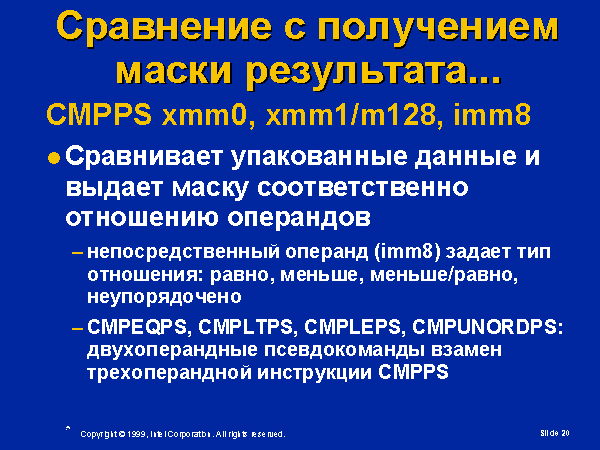 Сравнение с получением
маски результата...
CMPPS xmm0, xmm1/m128, imm8
● Сравнивает упакованные данные и
выдает маску соответственно
отношению операндов
– непосредственный операнд (imm8) задает тип
отношения: равно, меньше, меньше/равно,
неупорядочено
– CMPEQPS, CMPLTPS, CMPLEPS, CMPUNORDPS:
двухоперандные псевдокоманды взамен
трехоперандной инструкции CMPPS
* Copyright © 1999, Intel Corporation. All rights reserved.
Slide 20